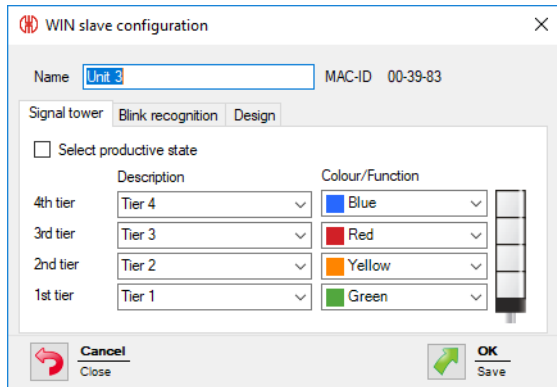 WIN slave configuration
Name Unit 3 MAC-ID 00-39-83
Signal tower Blink recognition Design
Select productive state
Description Colour/Function
4th tier Tier 4 Blue
3rd tier Tier 3 Red
2nd tier Tier 2 Yellow
1st tier Tier 1 Green
Cancel OK
Close Save